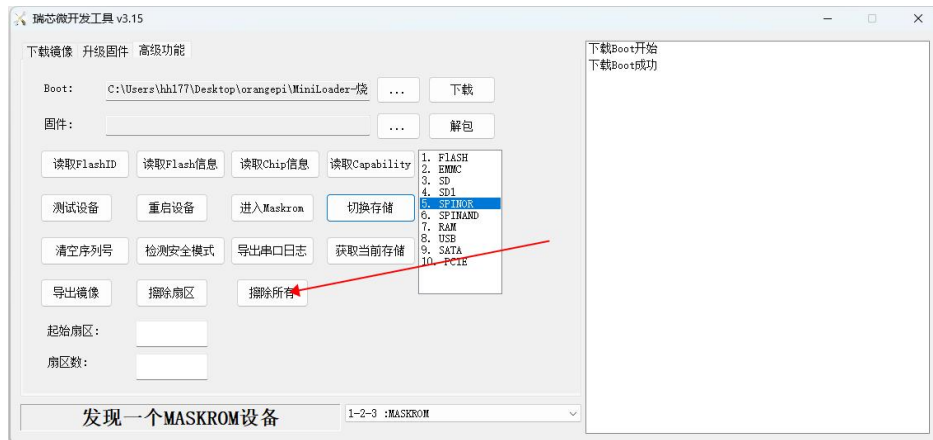 瑞芯微开发工具 v3.15
下载镜像 升级固件 高级功能
Boot: C:\Users\hh177\Desktop\orangepi\MiniLoader-烧 ... 下载
固件: ... 解包
读取FlashID 读取Flash信息 读取Chip信息 读取Capability
测试设备 重启设备 进入Maskrom 切换存储
清空序列号 检测安全模式 导出串口日志 获取当前存储
导出镜像 擦除扇区 擦除所有
1. FlASH
2. EMMC
3. SD
4. SD1
5. SPINOR
6. SPINAND
7. RAM
8. USB
9. SATA
10. PCIE
起始扇区:
扇区数:
发现一个MASKROM设备 1-2-3 :MASKROM
下载Boot开始
下载Boot成功